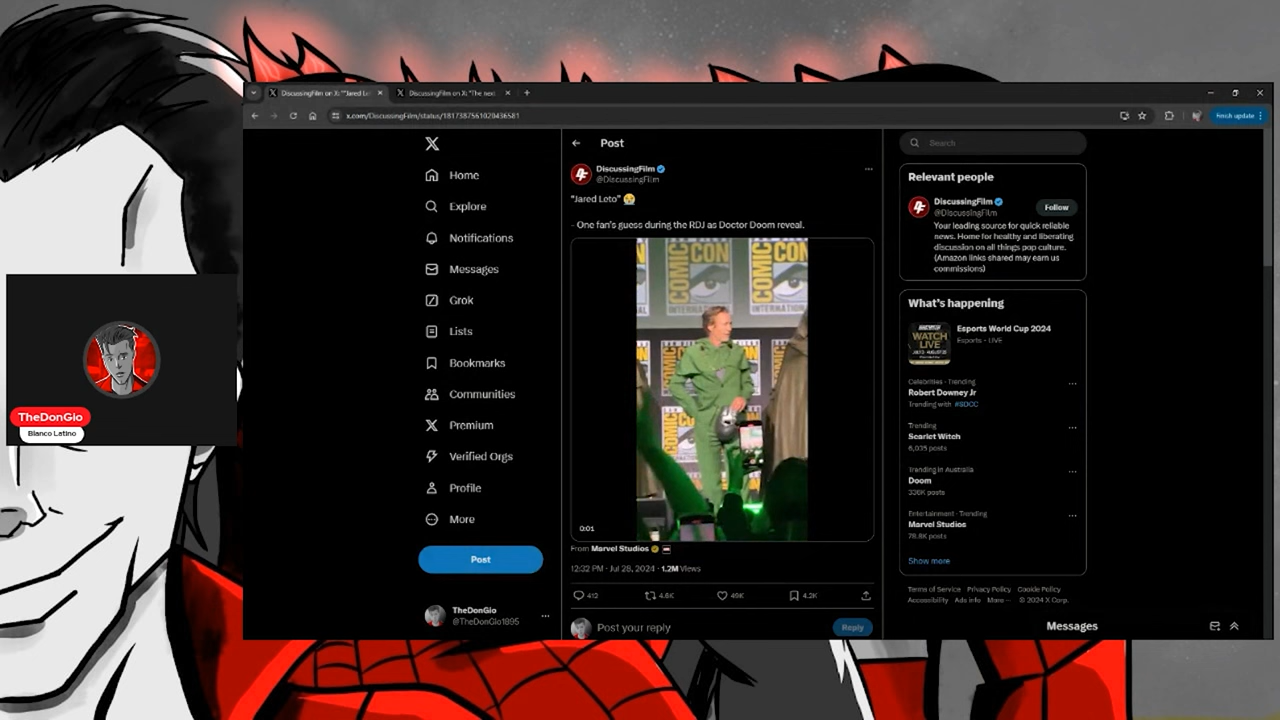 DiscussingFilm on X: "Jared Le
DiscussingFilm on X: "The nex
x.com/DiscussingFilm/status/1817387561029436581
Fetch update
Home
Explore
Notifications
Messages
Grok
Lists
Bookmarks
Communities
Premium
Verified Orgs
Profile
More
Post
TheDonGio
@TheDonGio1895
Post
DiscussingFilm
@DiscussingFilm
"Jared Leto" 😭
- One fan's guess during the RDJ as Doctor Doom reveal.
COMIC CON
INTERNATIONAL
0:01
From Marvel Studios
12:32 PM · Jul 28, 2024 · 1.2M Views
412
4.6K
49K
4.2K
Post your reply
Reply
Search
Relevant people
DiscussingFilm
@DiscussingFilm
Follow
Your leading source for quick reliable
news. Home for healthy and liberating
discussion on all things pop culture.
(Amazon links shared may earn us
commissions)
What's happening
WATCH
LIVE
Esports World Cup 2024
Esports · LIVE
Celebrities · Trending
Robert Downey Jr
Trending with #SDCC
Trending
Scarlet Witch
6,035 posts
Trending in Australia
Doom
338K posts
Entertainment · Trending
Marvel Studios
78.8K posts
Show more
Terms of Service Privacy Policy Cookie Policy
Accessibility Ads info More ··· © 2024 X Corp.
Messages
TheDonGio
Blanco Latino